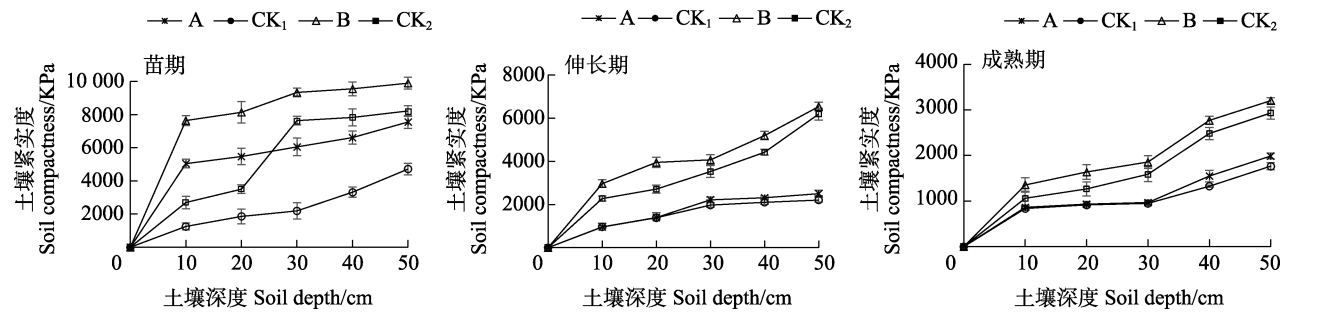 A CK₁ B CK₂
苗期
10 000
8000
6000
4000
2000
0
10 20 30 40 50
土壤紧实度
Soil compactness/KPa
土壤深度 Soil depth/cm
A CK₁ B CK₂
伸长期
8000
6000
4000
2000
0
10 20 30 40 50
土壤紧实度
Soil compactness/KPa
土壤深度 Soil depth/cm
A CK₁ B CK₂
成熟期
4000
3000
2000
1000
0
10 20 30 40 50
土壤紧实度
Soil compactness/KPa
土壤深度 Soil depth/cm